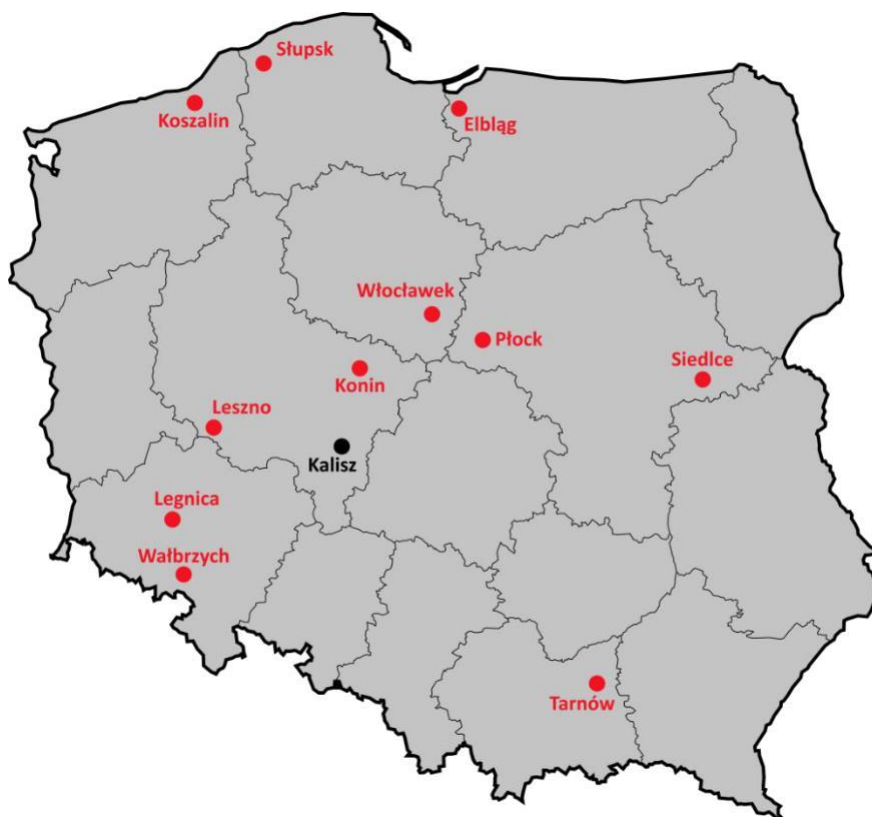 Słupsk
Koszalin
Elbląg
Włocławek
Płock
Siedlce
Konin
Leszno
Kalisz
Legnica
Wałbrzych
Tarnów